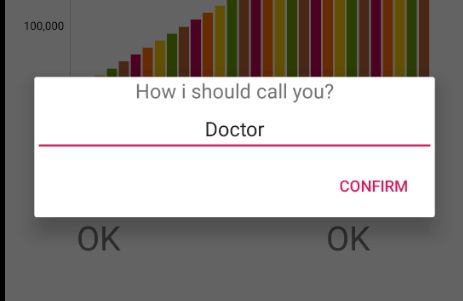 100,000
How i should call you?
Doctor
CONFIRM
OK OK